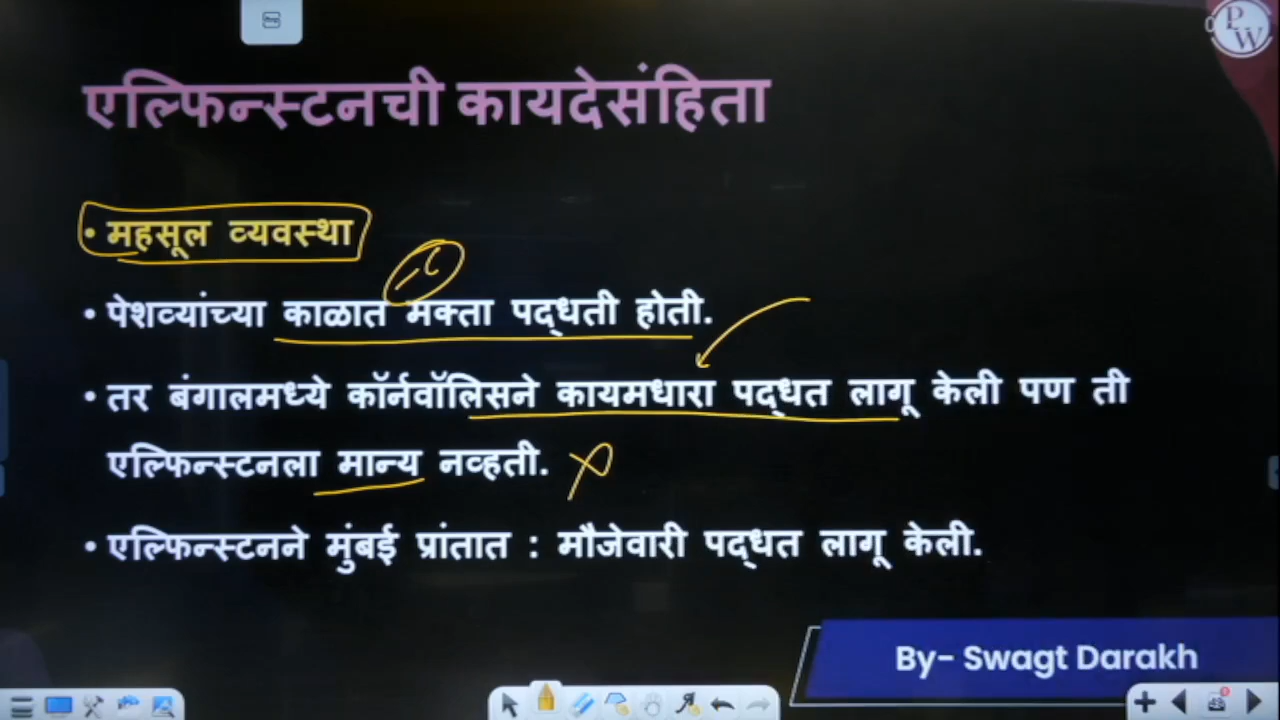 PW
एल्फिन्स्टनची कायदेसंहिता
• महसूल व्यवस्था
• पेशव्यांच्या काळात मक्ता पद्धती होती.
• तर बंगालमध्ये कॉर्नवॉलिसने कायमधारा पद्धत लागू केली पण ती
एल्फिन्स्टनला मान्य नव्हती.
• एल्फिन्स्टनने मुंबई प्रांतात : मौजेवारी पद्धत लागू केली.
By- Swagt Darakh